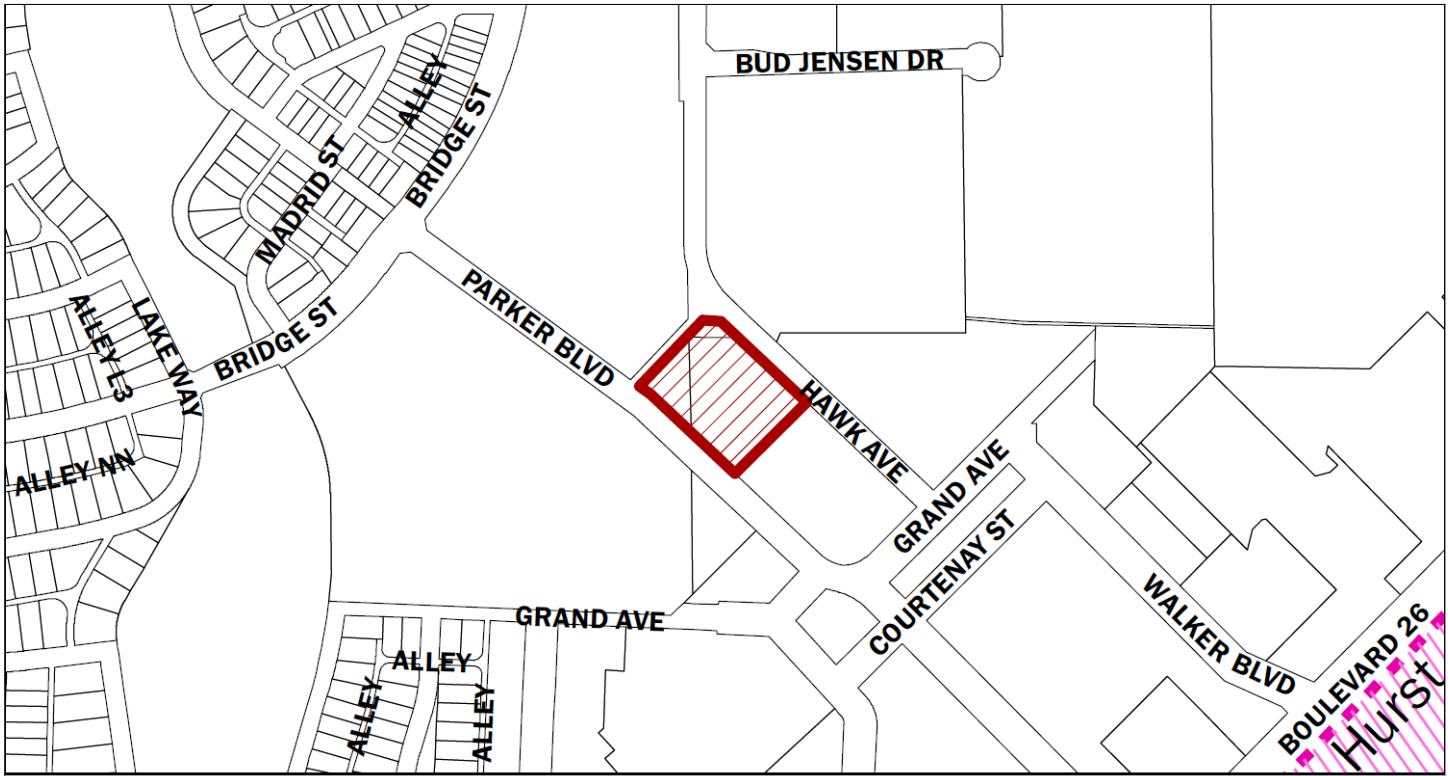 BUD JENSEN DR
ALLEY
BRIDGE ST
MADRID ST
PARKER BLVD
ALLEY L3
LAKE WAY
BRIDGE ST
HAWK AVE
ALLEY NN
GRAND AVE
COURTENAY ST
WALKER BLVD
GRAND AVE
ALLEY
ALLEY
ALLEY
BOULEVARD 26
Hurst